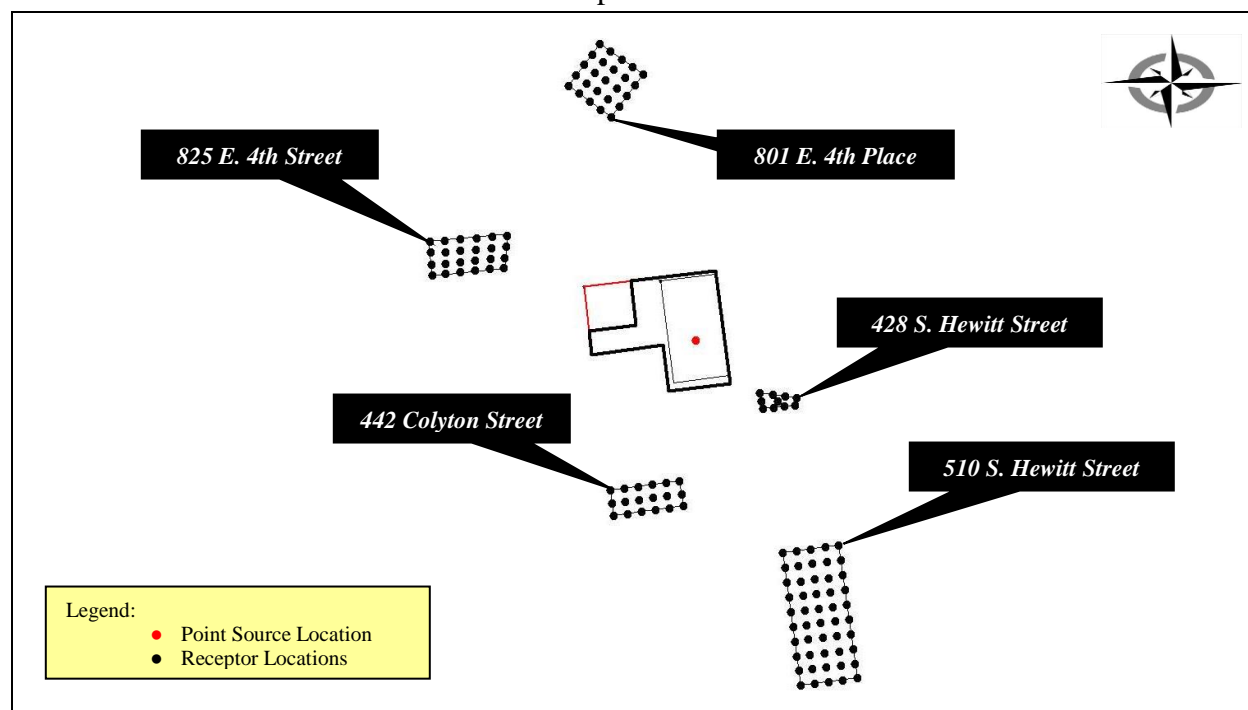 825 E. 4th Street
801 E. 4th Place
428 S. Hewitt Street
442 Colyton Street
510 S. Hewitt Street
Legend:
Point Source Location
Receptor Locations